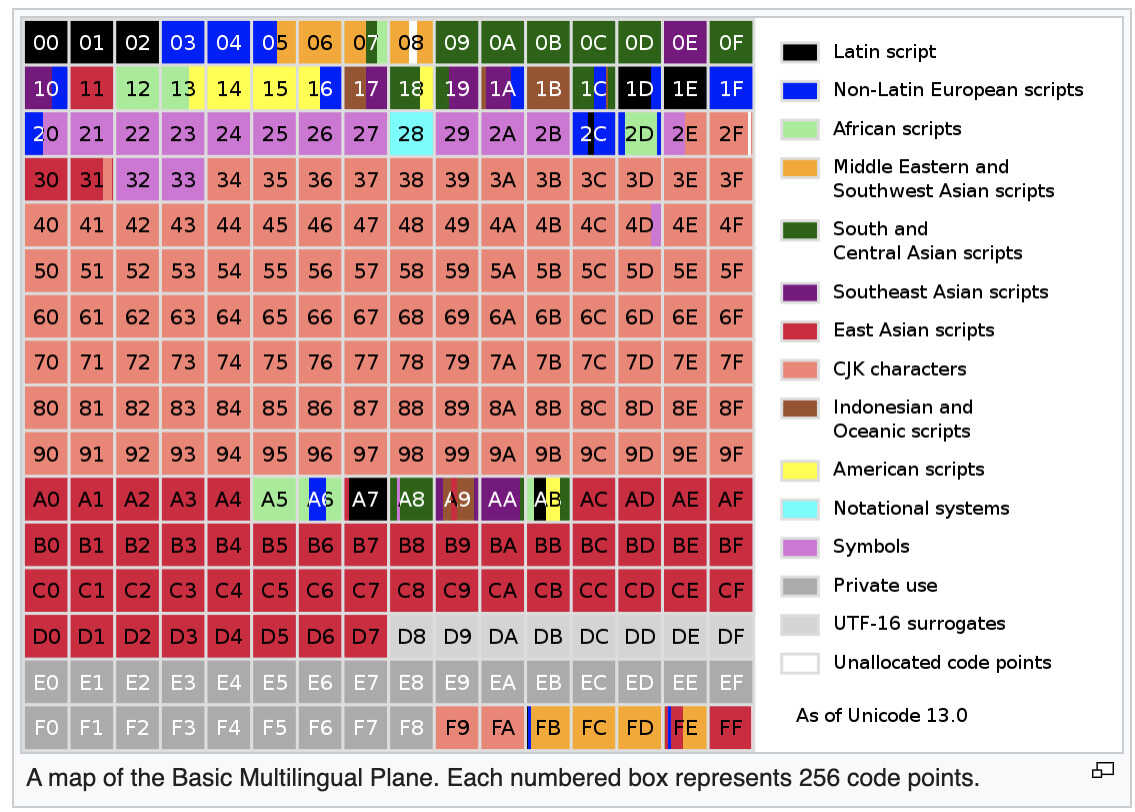 00 01 02 03 04 05 06 07 08 09 0A 0B 0C 0D 0E 0F
10 11 12 13 14 15 16 17 18 19 1A 1B 1C 1D 1E 1F
20 21 22 23 24 25 26 27 28 29 2A 2B 2C 2D 2E 2F
30 31 32 33 34 35 36 37 38 39 3A 3B 3C 3D 3E 3F
40 41 42 43 44 45 46 47 48 49 4A 4B 4C 4D 4E 4F
50 51 52 53 54 55 56 57 58 59 5A 5B 5C 5D 5E 5F
60 61 62 63 64 65 66 67 68 69 6A 6B 6C 6D 6E 6F
70 71 72 73 74 75 76 77 78 79 7A 7B 7C 7D 7E 7F
80 81 82 83 84 85 86 87 88 89 8A 8B 8C 8D 8E 8F
90 91 92 93 94 95 96 97 98 99 9A 9B 9C 9D 9E 9F
A0 A1 A2 A3 A4 A5 A6 A7 A8 A9 AA AB AC AD AE AF
B0 B1 B2 B3 B4 B5 B6 B7 B8 B9 BA BB BC BD BE BF
C0 C1 C2 C3 C4 C5 C6 C7 C8 C9 CA CB CC CD CE CF
D0 D1 D2 D3 D4 D5 D6 D7 D8 D9 DA DB DC DD DE DF
E0 E1 E2 E3 E4 E5 E6 E7 E8 E9 EA EB EC ED EE EF
F0 F1 F2 F3 F4 F5 F6 F7 F8 F9 FA FB FC FD FE FF
Latin script
Non-Latin European scripts
African scripts
Middle Eastern and
Southwest Asian scripts
South and
Central Asian scripts
Southeast Asian scripts
East Asian scripts
CJK characters
Indonesian and
Oceanic scripts
American scripts
Notational systems
Symbols
Private use
UTF-16 surrogates
Unallocated code points
As of Unicode 13.0
A map of the Basic Multilingual Plane. Each numbered box represents 256 code points.